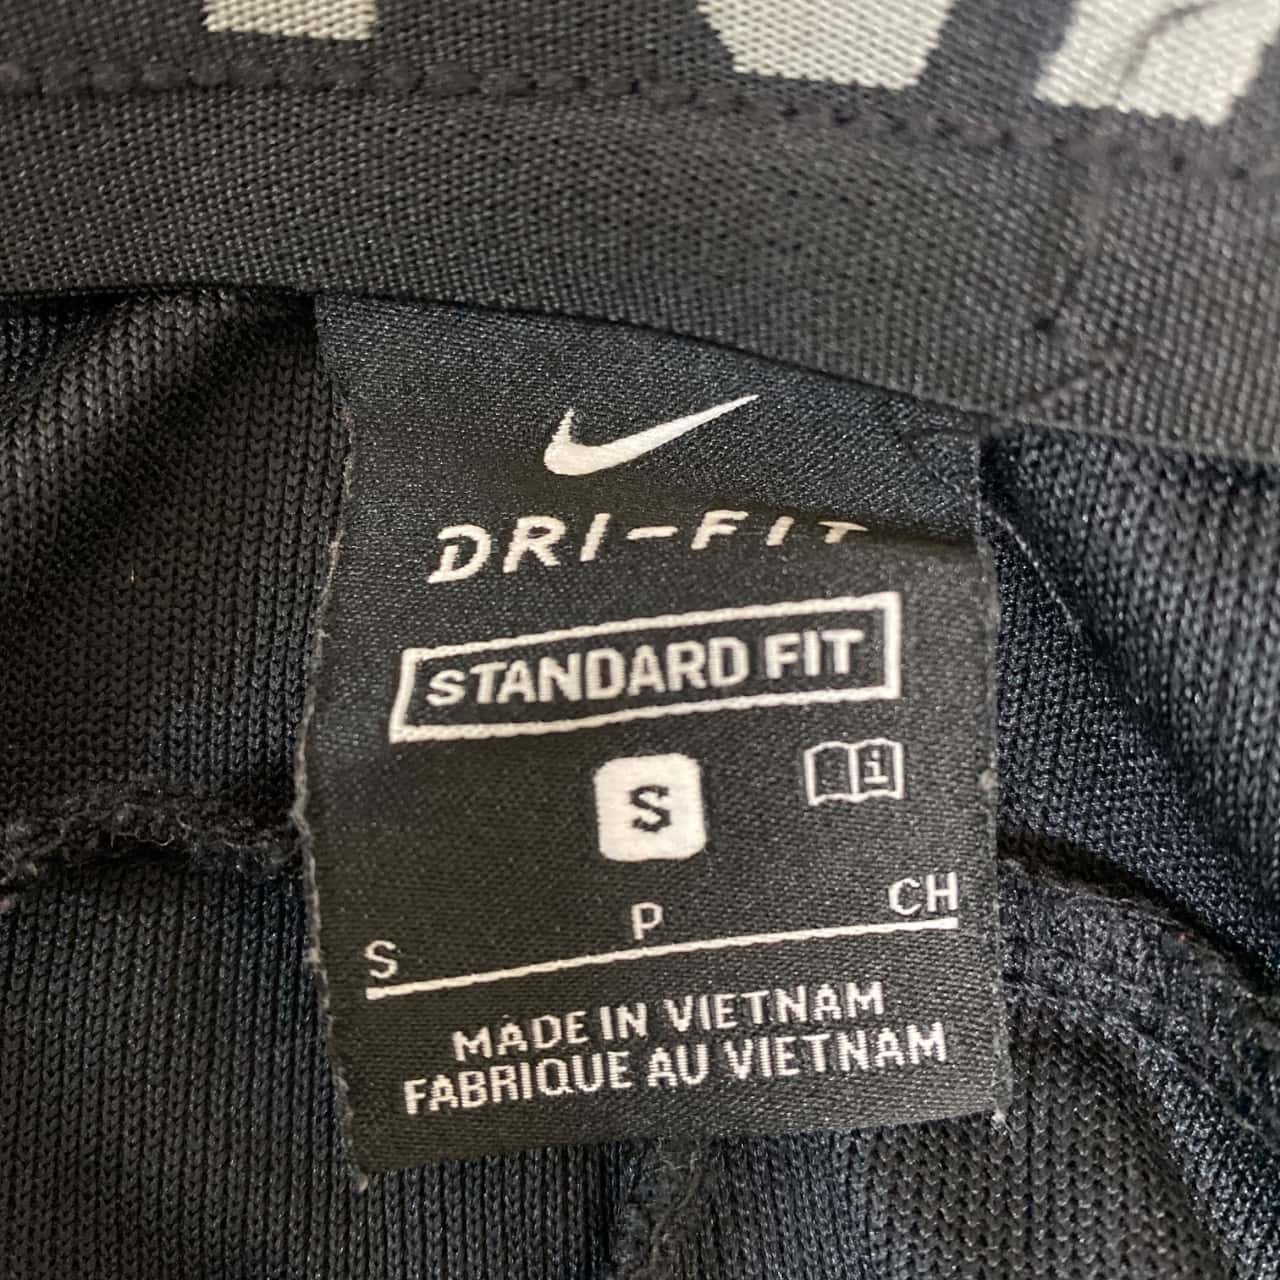 DRI-FIT
STANDARD FIT
S
i
S P CH
MADE IN VIETNAM
FABRIQUE AU VIETNAM